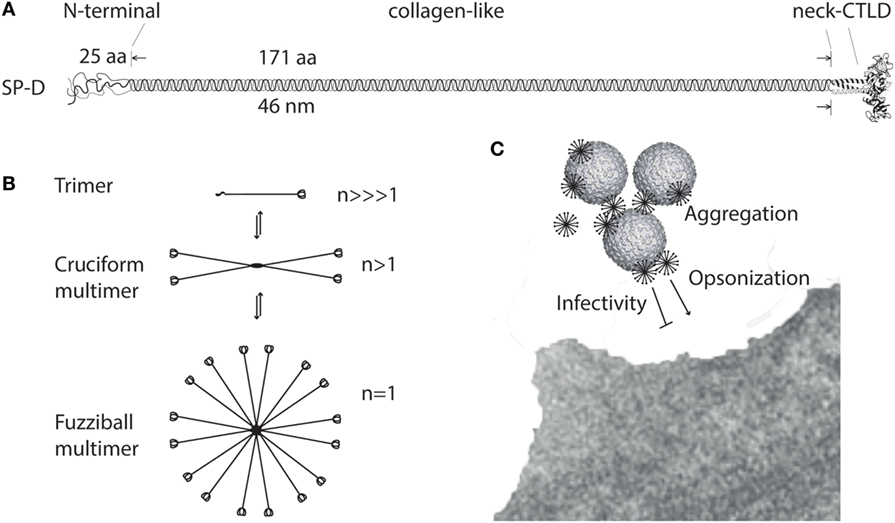 A
N-terminal collagen-like neck-CTLD
25 aa 171 aa
SP-D
46 nm
B
Trimer n>>>1
Cruciform
multimer n>1
n=1
Fuzziball
multimer
C
Aggregation
Opsonization
Infectivity